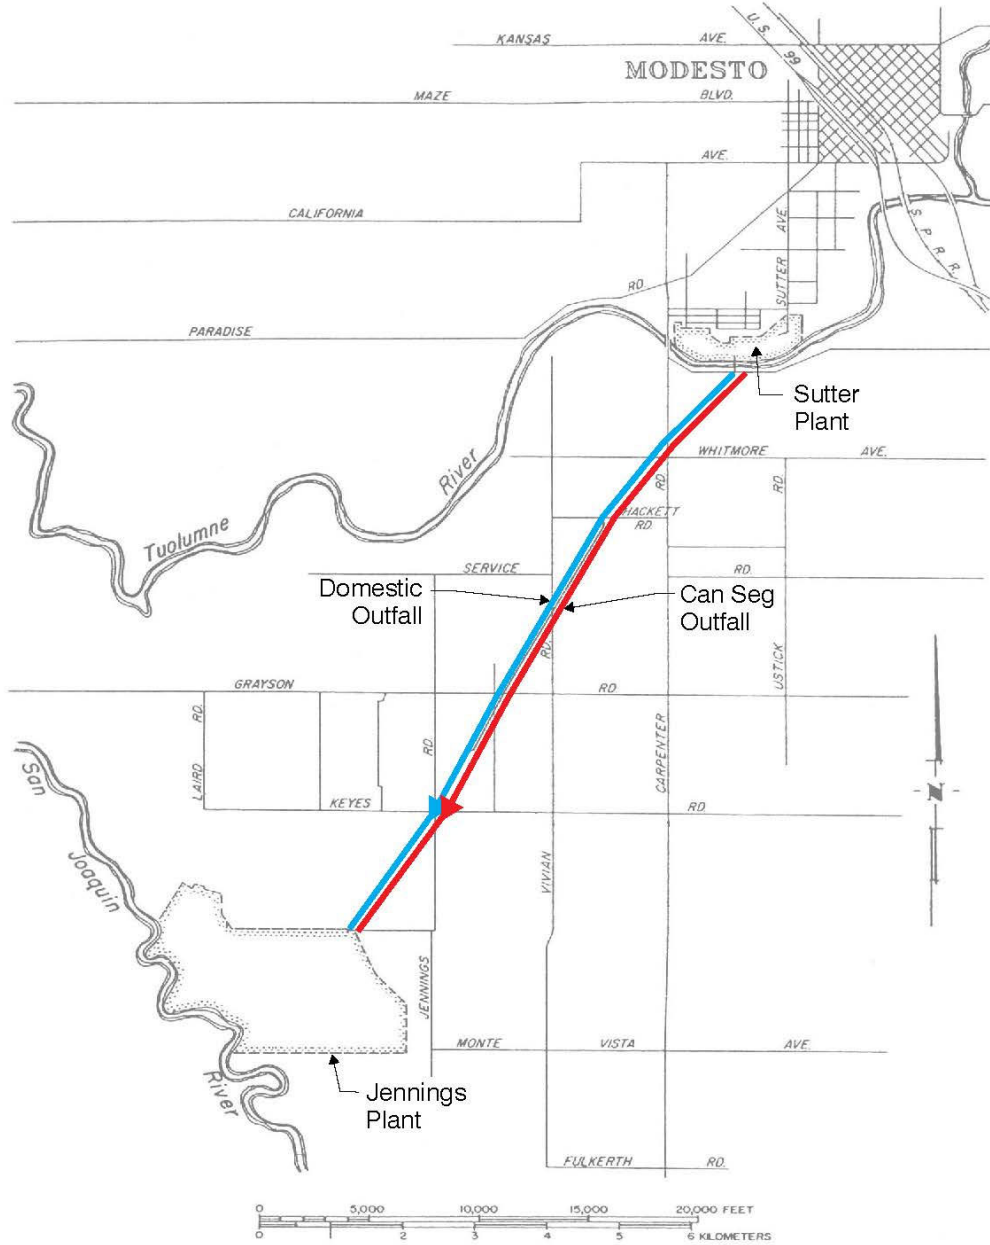 KANSAS AVE.
U. S. 99
MODESTO
MAZE BLVD.
AVE.
CALIFORNIA
SUTTER AVE.
S. P. R. R.
RD.
PARADISE
Sutter
Plant
WHITMORE AVE.
River
RD.
RD.
HACKETT
RD.
Tuolumne
SERVICE RD.
Domestic
Outfall
Can Seg
Outfall
RD.
USTICK
GRAYSON RD.
LAIRD RD.
RD.
CARPENTER
San
KEYES RD.
N
Joaquin
VIVIAN
JENNINGS
MONTE VISTA AVE.
River
Jennings
Plant
FULKERTH RD.
0 5,000 10,000 15,000 20,000 FEET
0 1 2 3 4 5 6 KILOMETERS